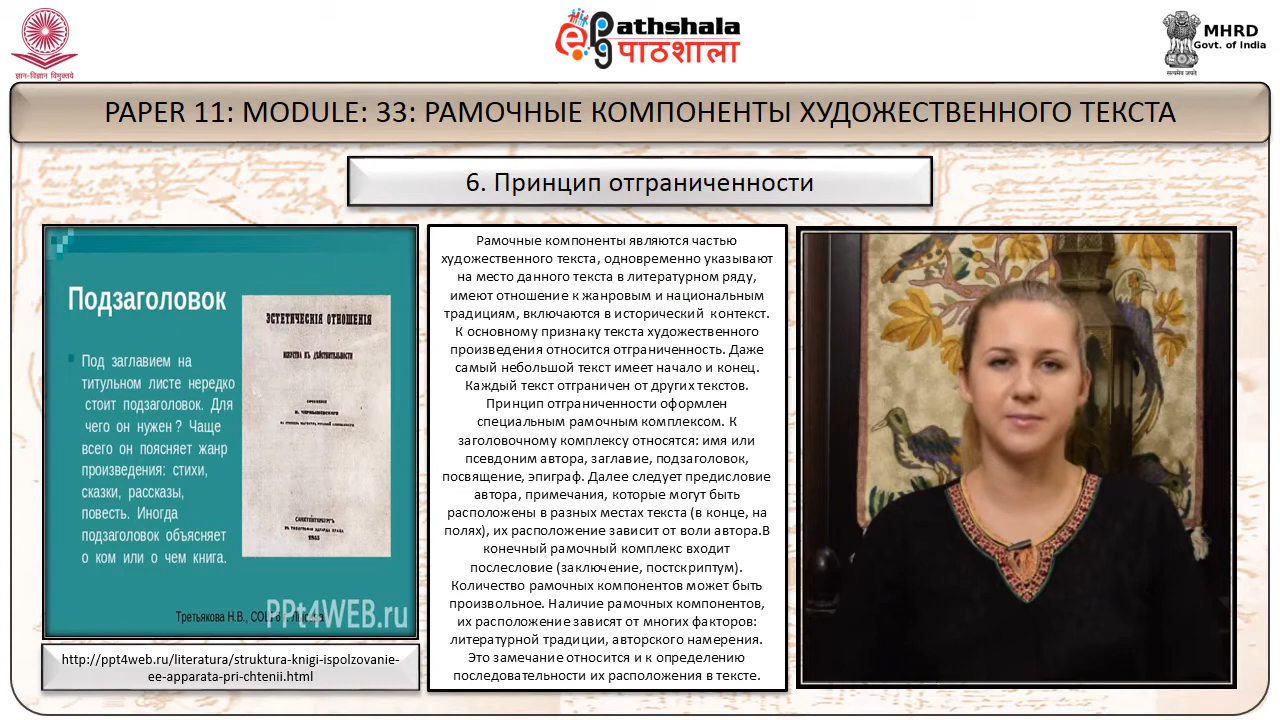 ज्ञान-विज्ञान विमुक्तये
ePg Pathshala
पाठशाला
MHRD
Govt. of India
सत्यमेव जयते
PAPER 11: MODULE: 33: РАМОЧНЫЕ КОМПОНЕНТЫ ХУДОЖЕСТВЕННОГО ТЕКСТА
6. Принцип отграниченности
Подзаголовок
Под заглавием на
титульном листе нередко
стоит подзаголовок. Для
чего он нужен? Чаще
всего он поясняет жанр
произведения: стихи,
сказки, рассказы,
повесть. Иногда
подзаголовок объясняет
о ком или о чем книга.
ЭСТЕТИЧЕСКІЯ ОТНОШЕНІЯ
ИСКУСТВА КЪ ДѢЙСТВИТЕЛЬНОСТИ
СОЧИНЕНІЕ
Н. ЧЕРНЫШЕВСКАГО
САНКТПЕТЕРБУРГЪ
1855
Третьякова Н.В.,
PPt4WEB.ru
http://ppt4web.ru/literatura/struktura-knigi-ispolzovanie-
ee-apparata-pri-chtenii.html
Рамочные компоненты являются частью
художественного текста, одновременно указывают
на место данного текста в литературном ряду,
имеют отношение к жанровым и национальным
традициям, включаются в исторический контекст.
К основному признаку текста художественного
произведения относится отграниченность. Даже
самый небольшой текст имеет начало и конец.
Каждый текст отграничен от других текстов.
Принцип отграниченности оформлен
специальным рамочным комплексом. К
заголовочному комплексу относятся: имя или
псевдоним автора, заглавие, подзаголовок,
посвящение, эпиграф. Далее следует предисловие
автора, примечания, которые могут быть
расположены в разных местах текста (в конце, на
полях), их расположение зависит от воли автора.В
конечный рамочный комплекс входит
послесловие (заключение, постскриптум).
Количество рамочных компонентов может быть
произвольное. Наличие рамочных компонентов,
их расположение зависят от многих факторов:
литературной традиции, авторского намерения.
Это замечание относится и к определению
последовательности их расположения в тексте.